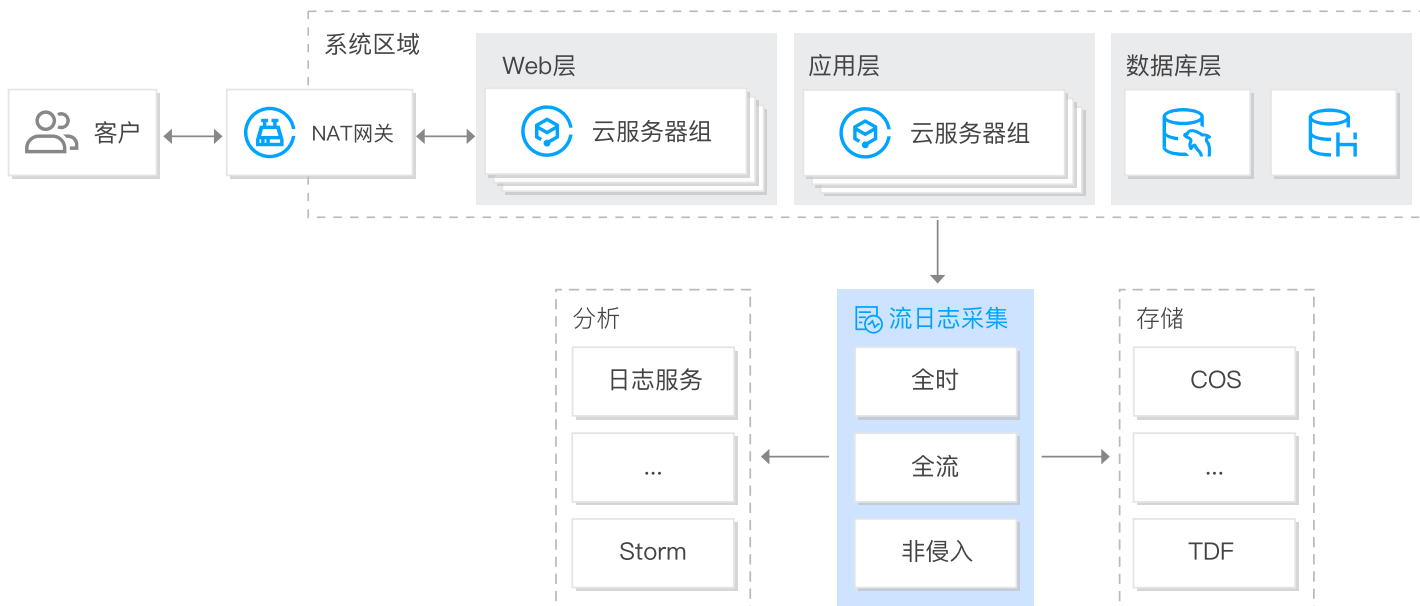 系统区域
Web层
应用层
数据库层
客户
NAT网关
云服务器组
云服务器组
分析
流日志采集
存储
日志服务
全时
COS
...
全流
...
Storm
非侵入
TDF